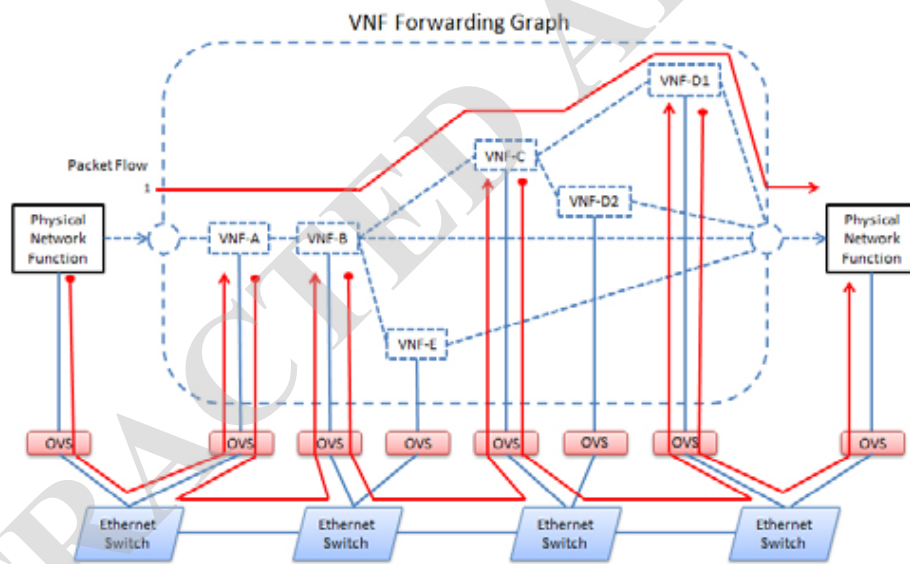 VNF Forwarding Graph
VNF-D1
Packet Flow
VNF-C
1
VNF-D2
Physical
Network
Function
VNF-A
VNF-B
Physical
Network
Function
VNF-E
OVS
OVS
OVS
OVS
OVS
OVS
OVS
OVS
Ethernet
Switch
Ethernet
Switch
Ethernet
Switch
Ethernet
Switch
TRACTED A